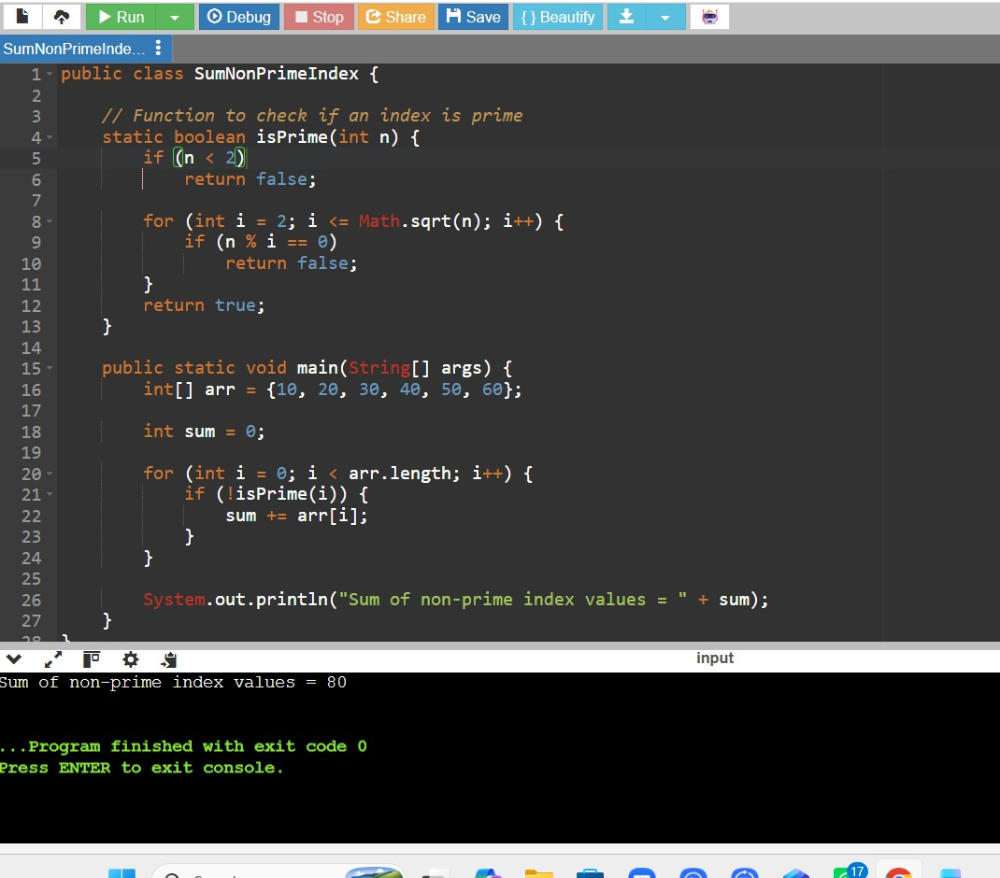 Run Debug Stop Share Save { } Beautify
SumNonPrimeInde...
1 public class SumNonPrimeIndex {
2
3 // Function to check if an index is prime
4 static boolean isPrime(int n) {
5 if (n < 2)
6 return false;
7
8 for (int i = 2; i <= Math.sqrt(n); i++) {
9 if (n % i == 0)
10 return false;
11 }
12 return true;
13 }
14
15 public static void main(String[] args) {
16 int[] arr = {10, 20, 30, 40, 50, 60};
17
18 int sum = 0;
19
20 for (int i = 0; i < arr.length; i++) {
21 if (!isPrime(i)) {
22 sum += arr[i];
23 }
24 }
25
26 System.out.println("Sum of non-prime index values = " + sum);
27 }
28 }
input
Sum of non-prime index values = 80
...Program finished with exit code 0
Press ENTER to exit console.
17